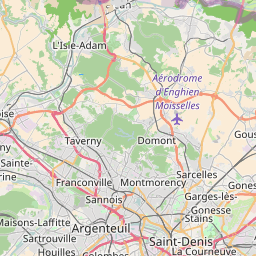 L'Isle-Adam
Aérodrome
d'Enghien
Moisselles
Taverny
Domont
Sainte-
Franconville
Montmorency
Sarcelles
Sannois
Garges-lès-
Gonesse
Stains
Maisons-Laffitte
Argenteuil
Sartrouville
Saint-Denis
Houilles
La Courneuve